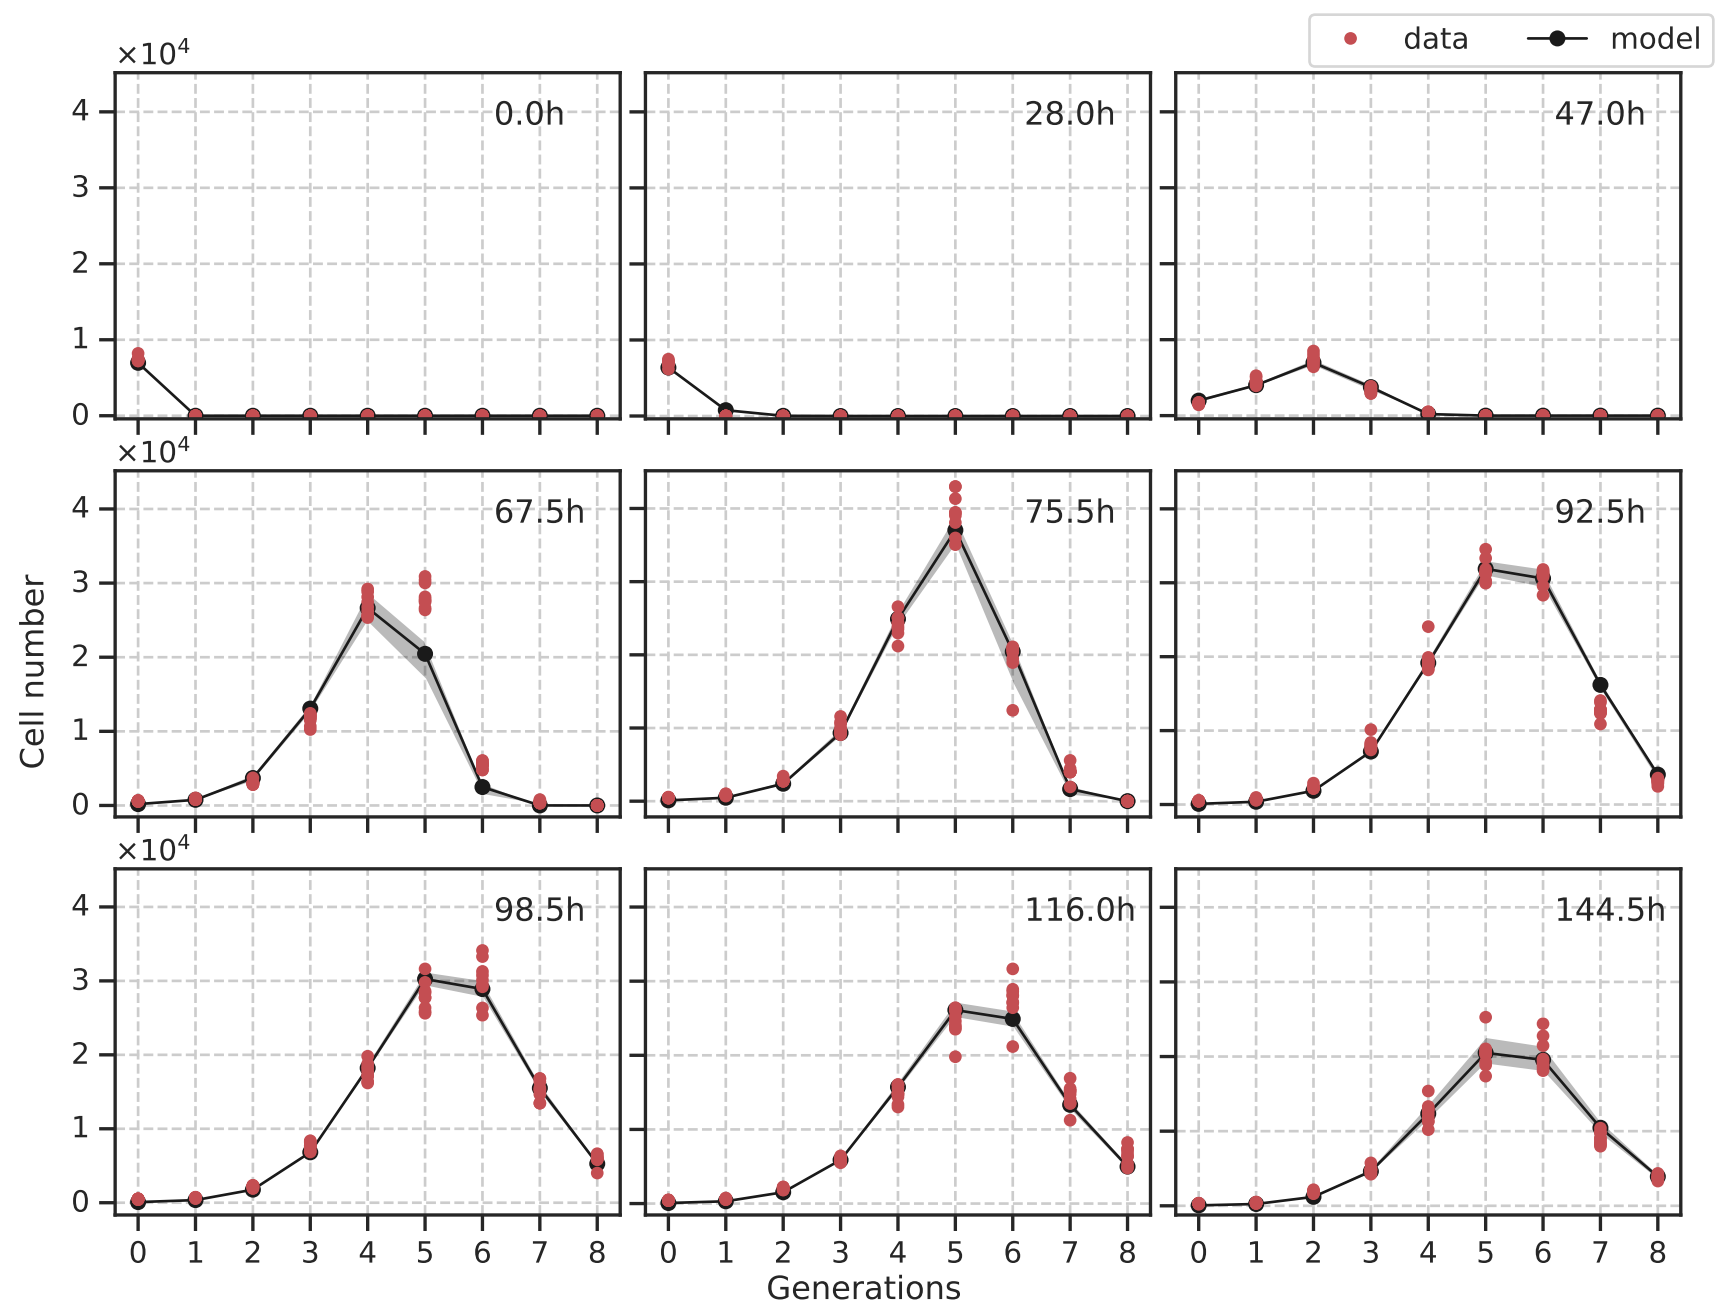 data model
×10⁴
4 0.0h 28.0h 47.0h
3
2
1
0
×10⁴
4 67.5h 75.5h 92.5h
3
2
1
0
Cell number
×10⁴
4 98.5h 116.0h 144.5h
3
2
1
0
0 1 2 3 4 5 6 7 8 0 1 2 3 4 5 6 7 8 0 1 2 3 4 5 6 7 8
Generations